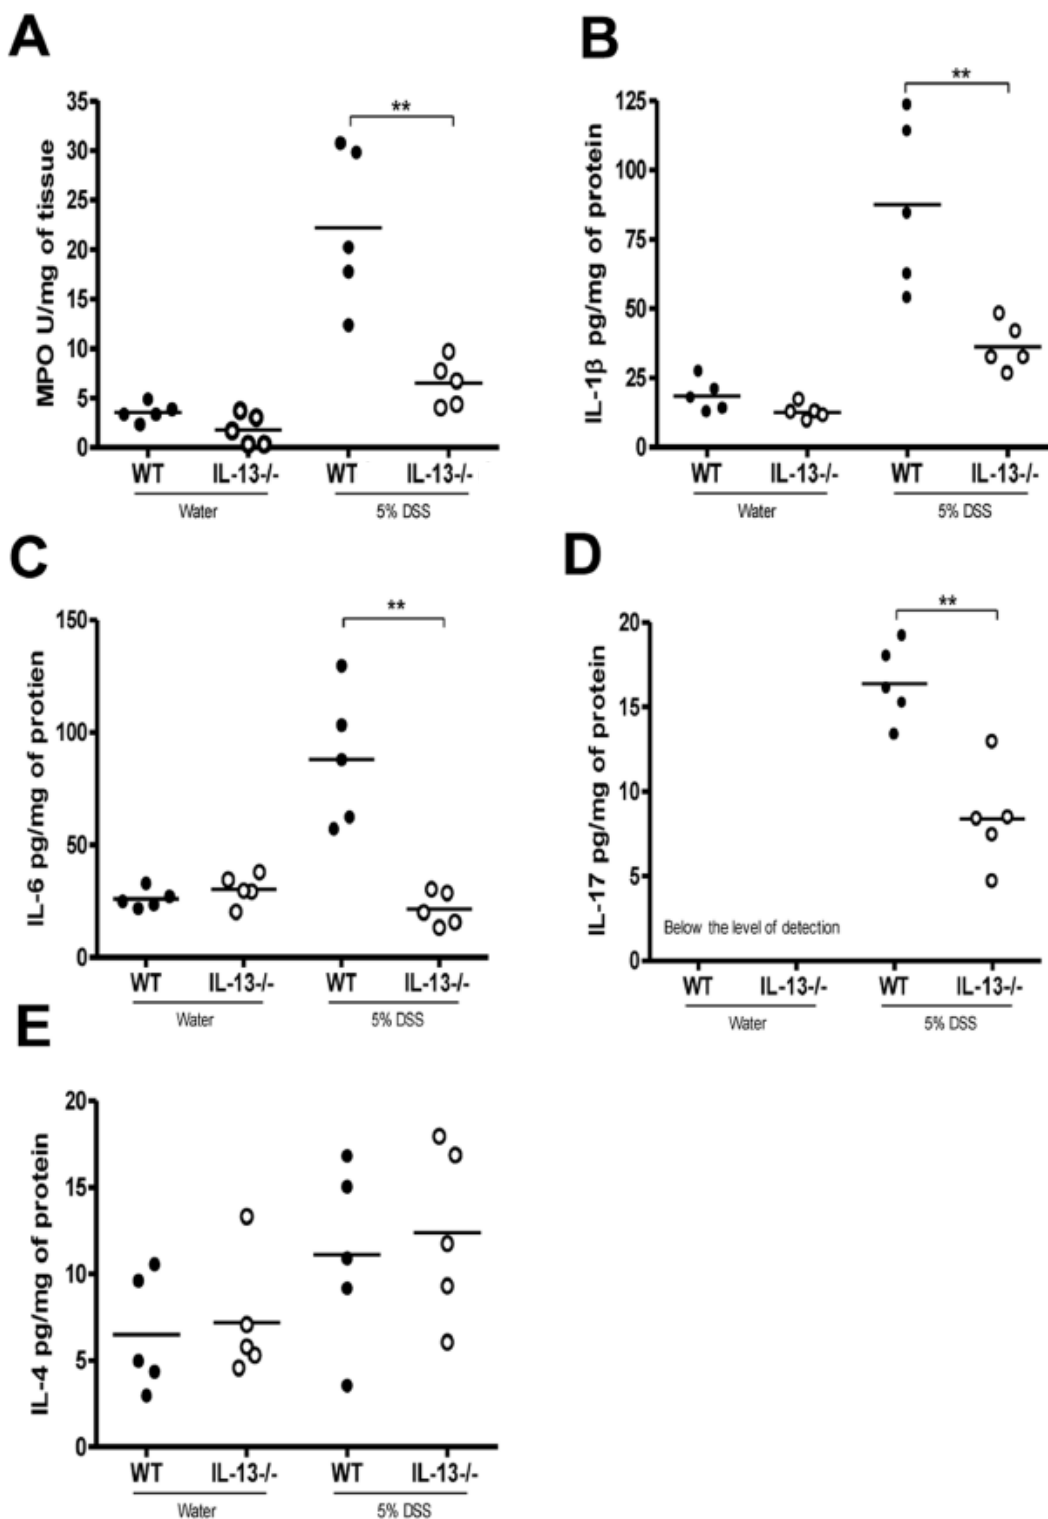 A
**
35
30
25
20
15
10
5
0
MPO U/mg of tissue
WT IL-13-/- WT IL-13-/-
Water 5% DSS
B
**
125
100
75
50
25
0
IL-1β pg/mg of protein
WT IL-13-/- WT IL-13-/-
Water 5% DSS
C
**
150
100
50
0
IL-6 pg/mg of protien
WT IL-13-/- WT IL-13-/-
Water 5% DSS
D
**
20
15
10
5
0
IL-17 pg/mg of protein
Below the level of detection
WT IL-13-/- WT IL-13-/-
Water 5% DSS
E
20
15
10
5
0
IL-4 pg/mg of protein
WT IL-13-/- WT IL-13-/-
Water 5% DSS